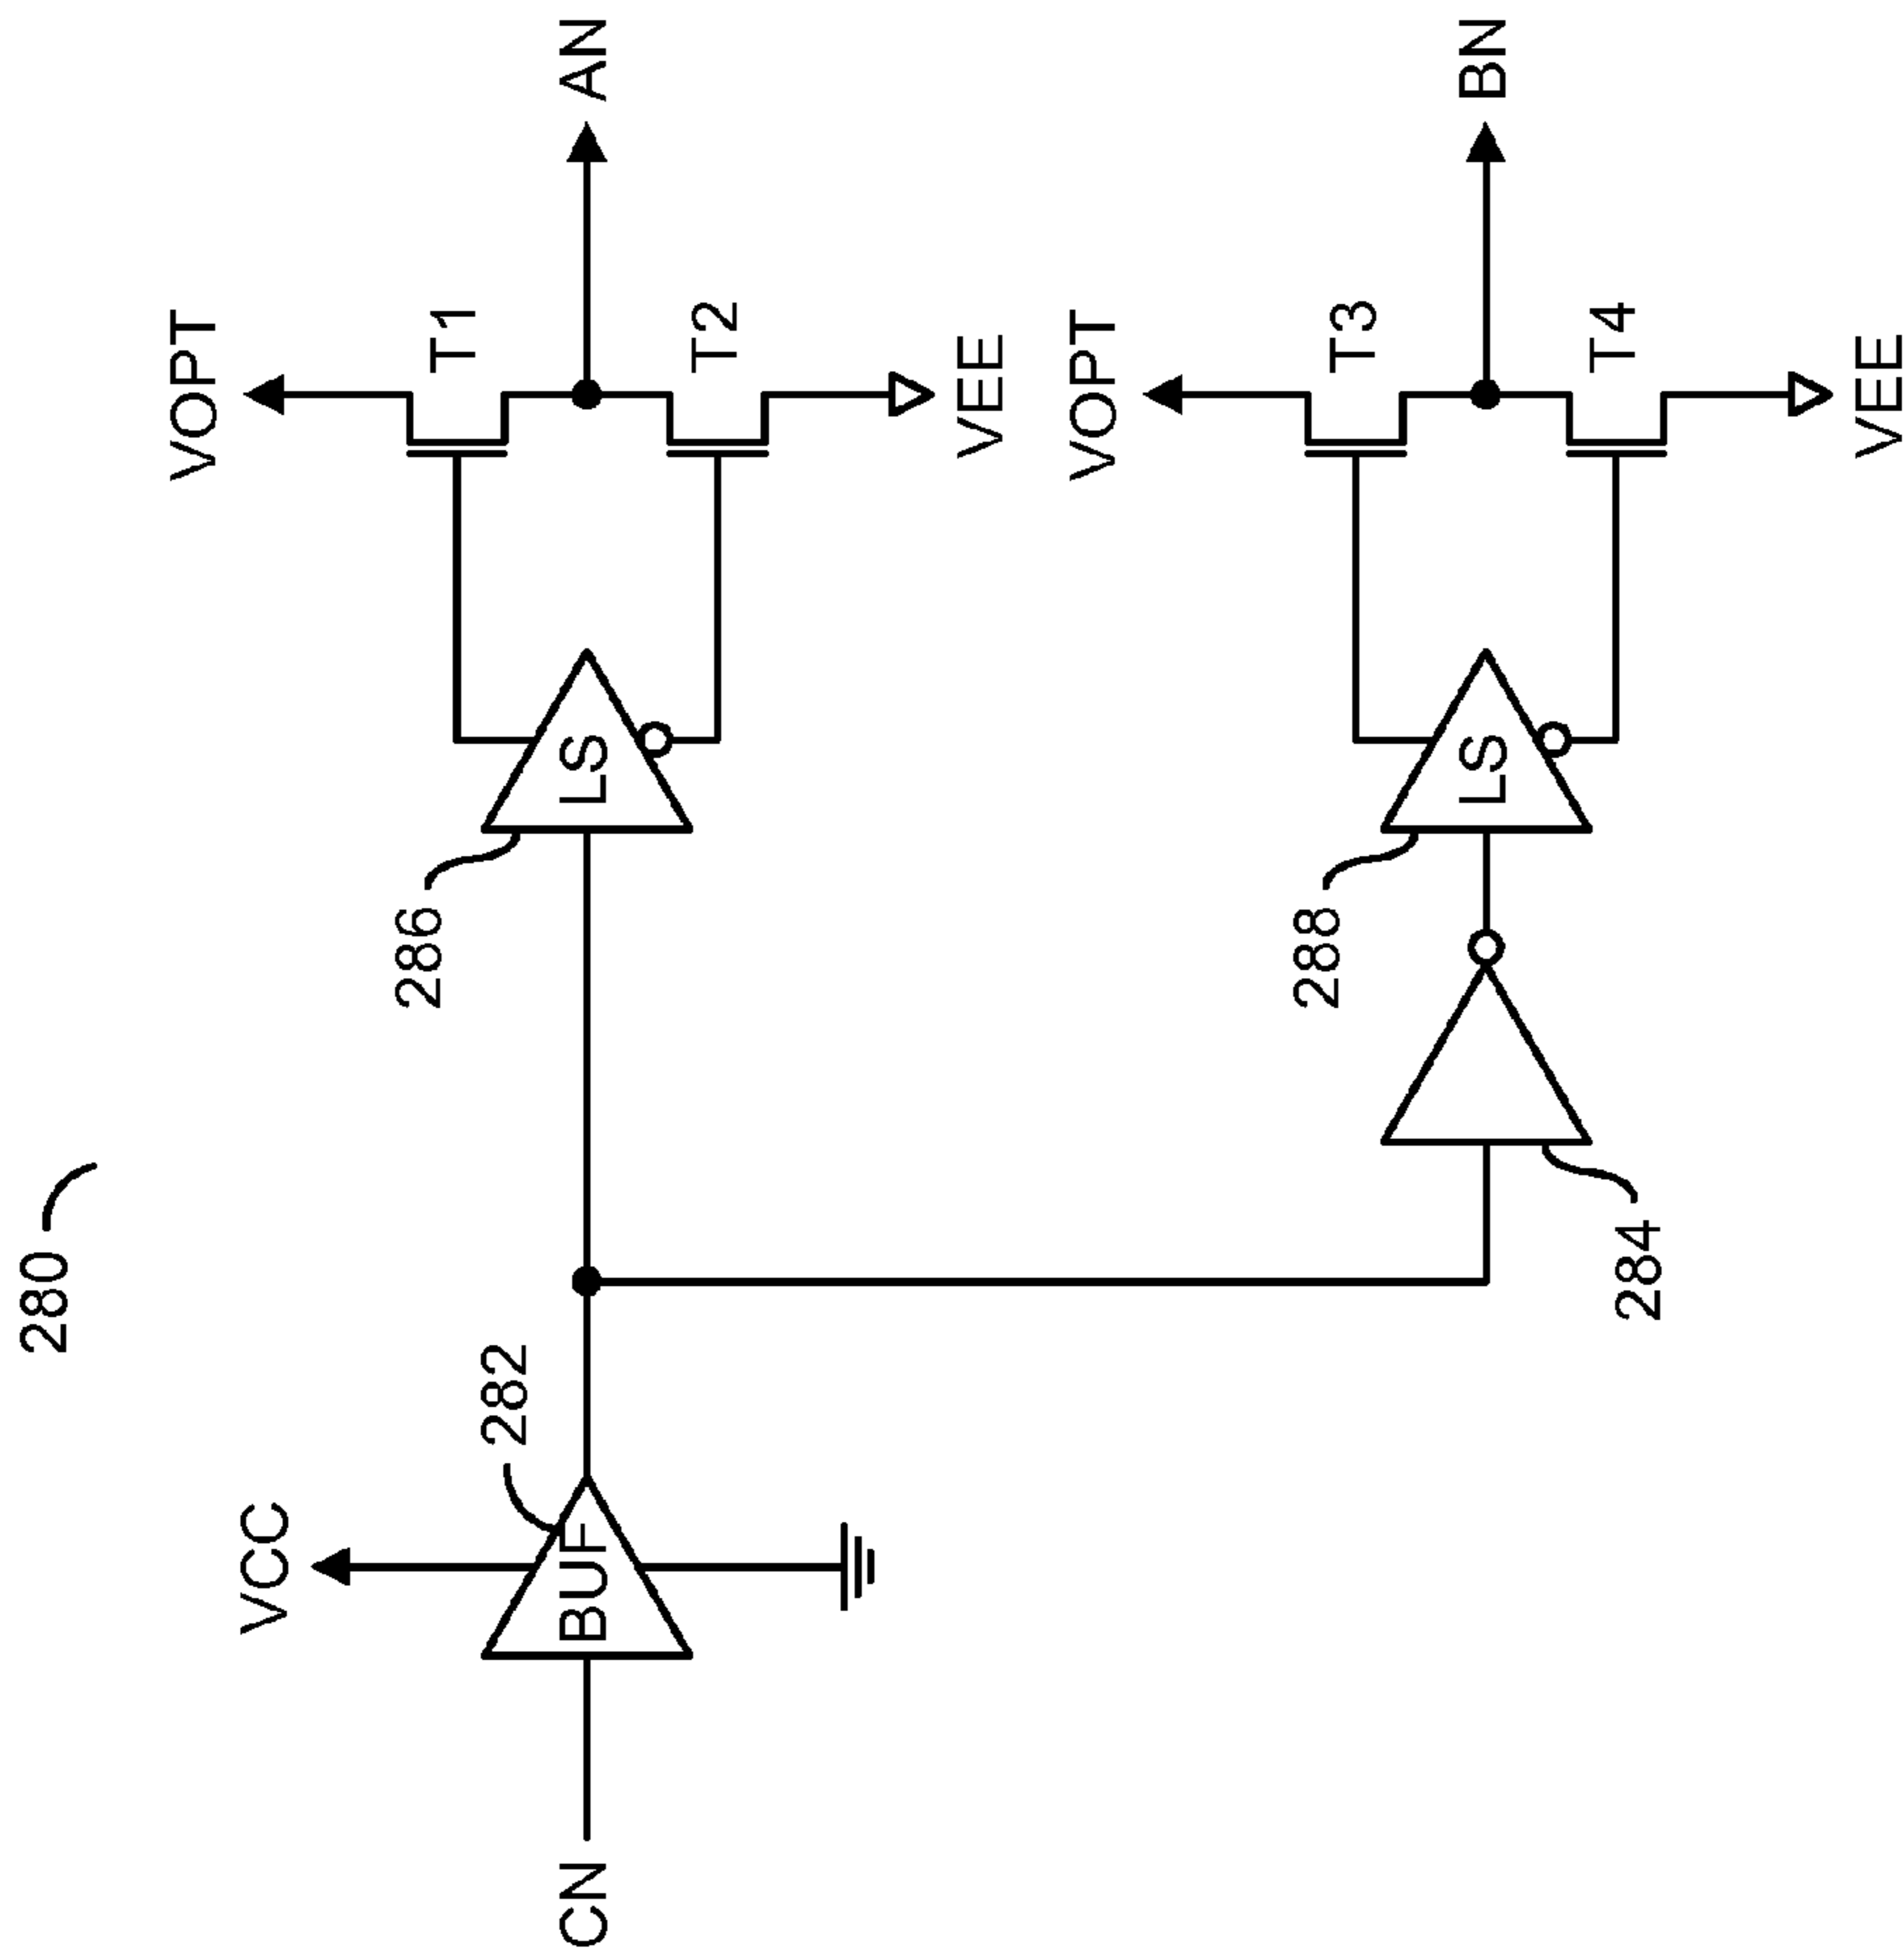 280
CN
VCC
BUF
282
286
LS
VOPT
T1
T2
VEE
AN
284
288
LS
VOPT
T3
T4
VEE
BN